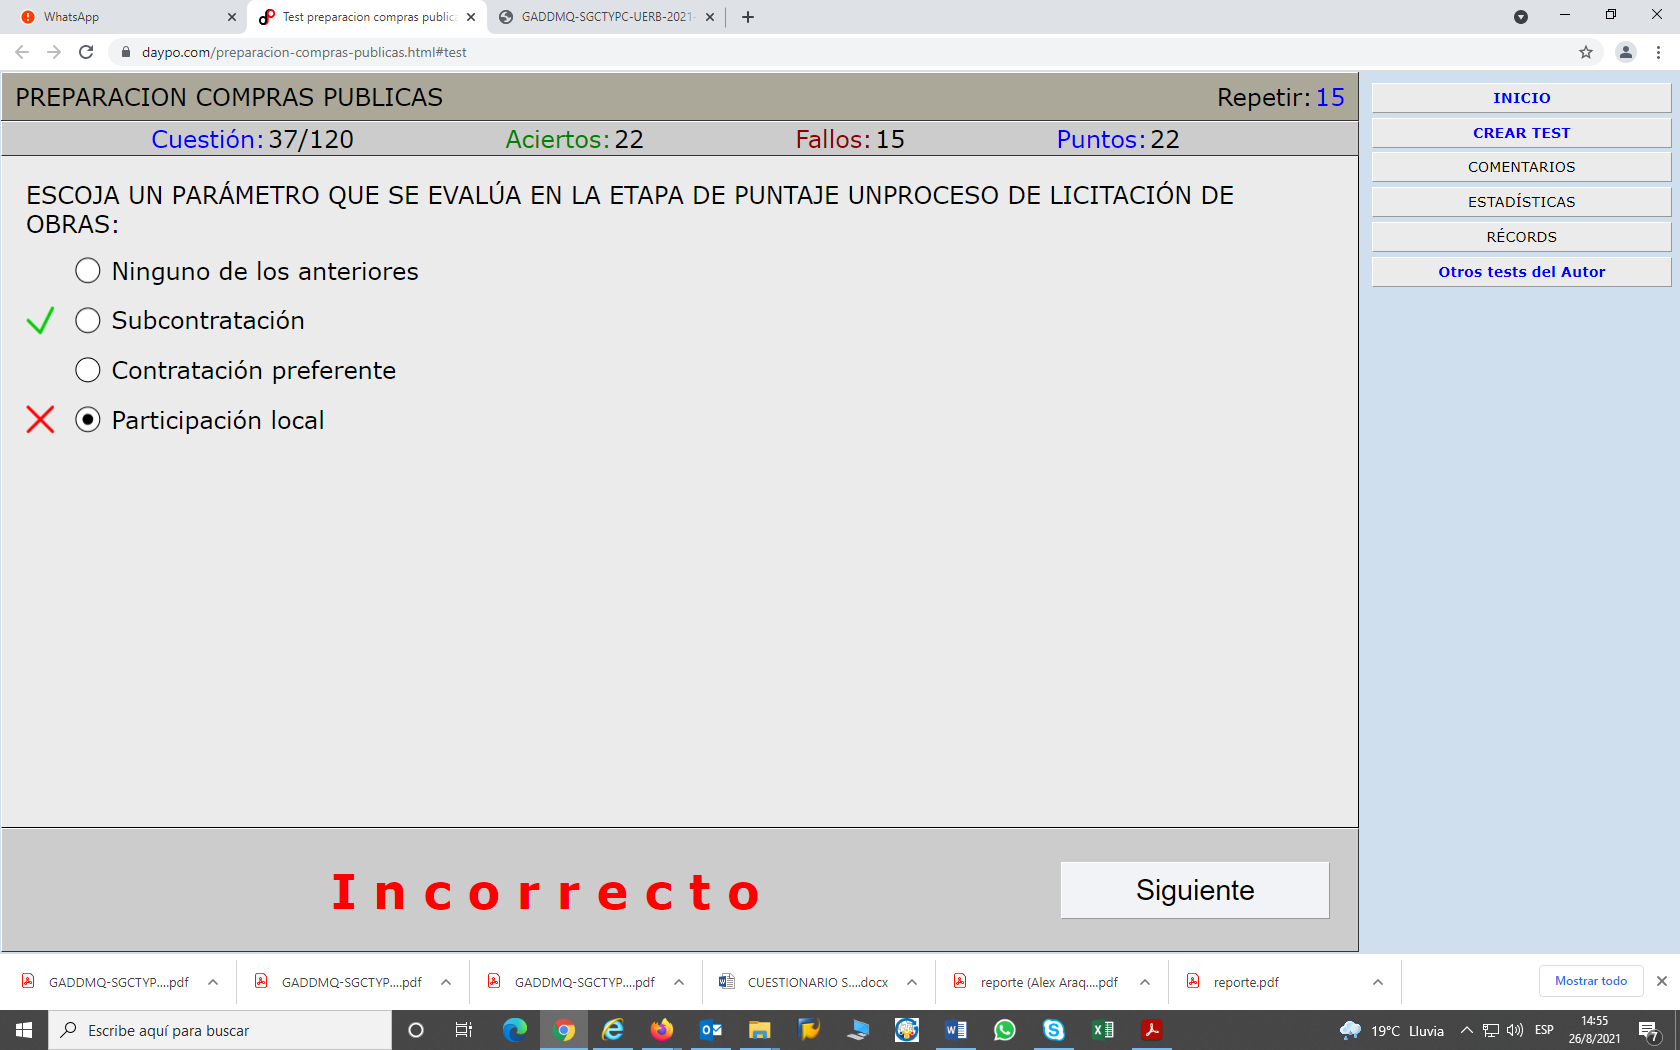 WhatsApp
Test preparacion compras publica
GADDMQ-SGCTYPC-UERB-2021-
daypo.com/preparacion-compras-publicas.html#test
PREPARACION COMPRAS PUBLICAS
Repetir: 15
Cuestión: 37/120
Aciertos: 22
Fallos: 15
Puntos: 22
ESCOJA UN PARÁMETRO QUE SE EVALÚA EN LA ETAPA DE PUNTAJE UNPROCESO DE LICITACIÓN DE
OBRAS:
Ninguno de los anteriores
Subcontratación
Contratación preferente
Participación local
Incorrecto
Siguiente
INICIO
CREAR TEST
COMENTARIOS
ESTADÍSTICAS
RÉCORDS
Otros tests del Autor
GADDMQ-SGCTYP....pdf
GADDMQ-SGCTYP....pdf
GADDMQ-SGCTYP....pdf
CUESTIONARIO S....docx
reporte (Alex Araq....pdf
reporte.pdf
Mostrar todo
Escribe aquí para buscar
19°C Lluvia
ESP
14:55
26/8/2021
7